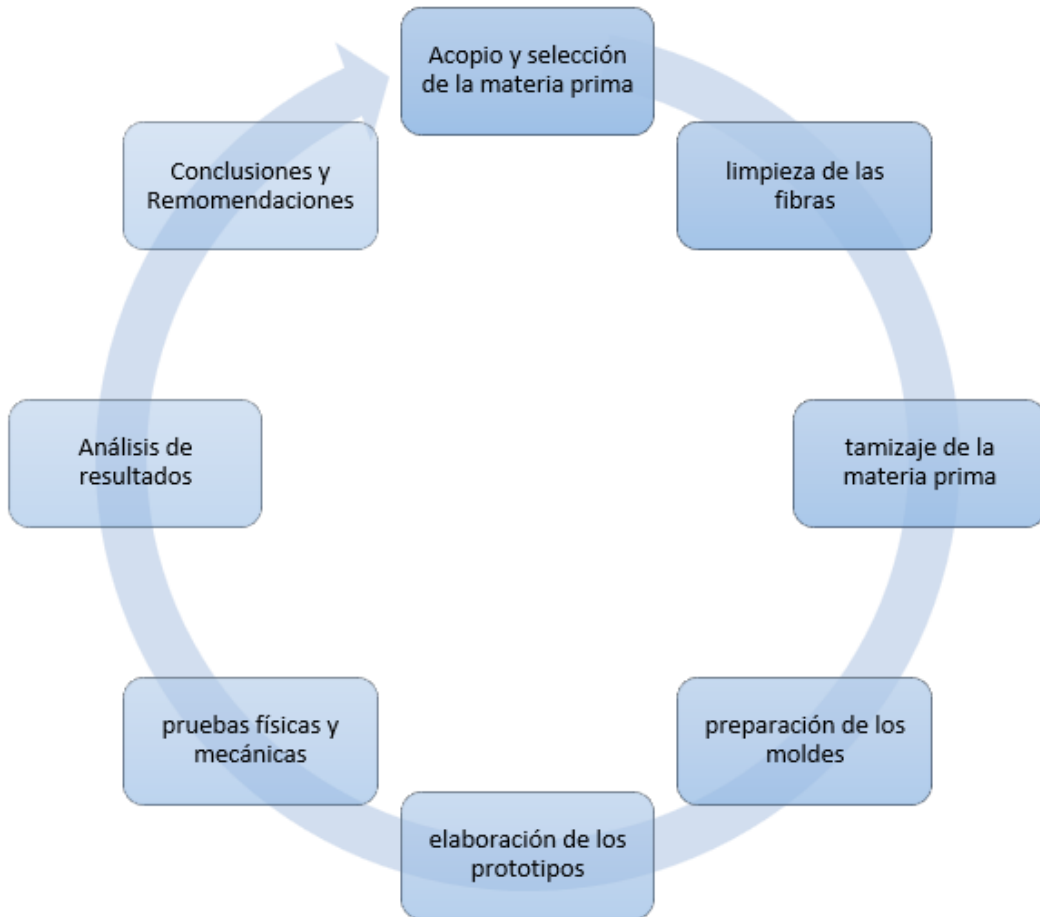 Acopio y selección
de la materia prima
limpieza de las
fibras
tamizaje de la
materia prima
preparación de los
moldes
elaboración de los
prototipos
pruebas físicas y
mecánicas
Análisis de
resultados
Conclusiones y
Remomendaciones